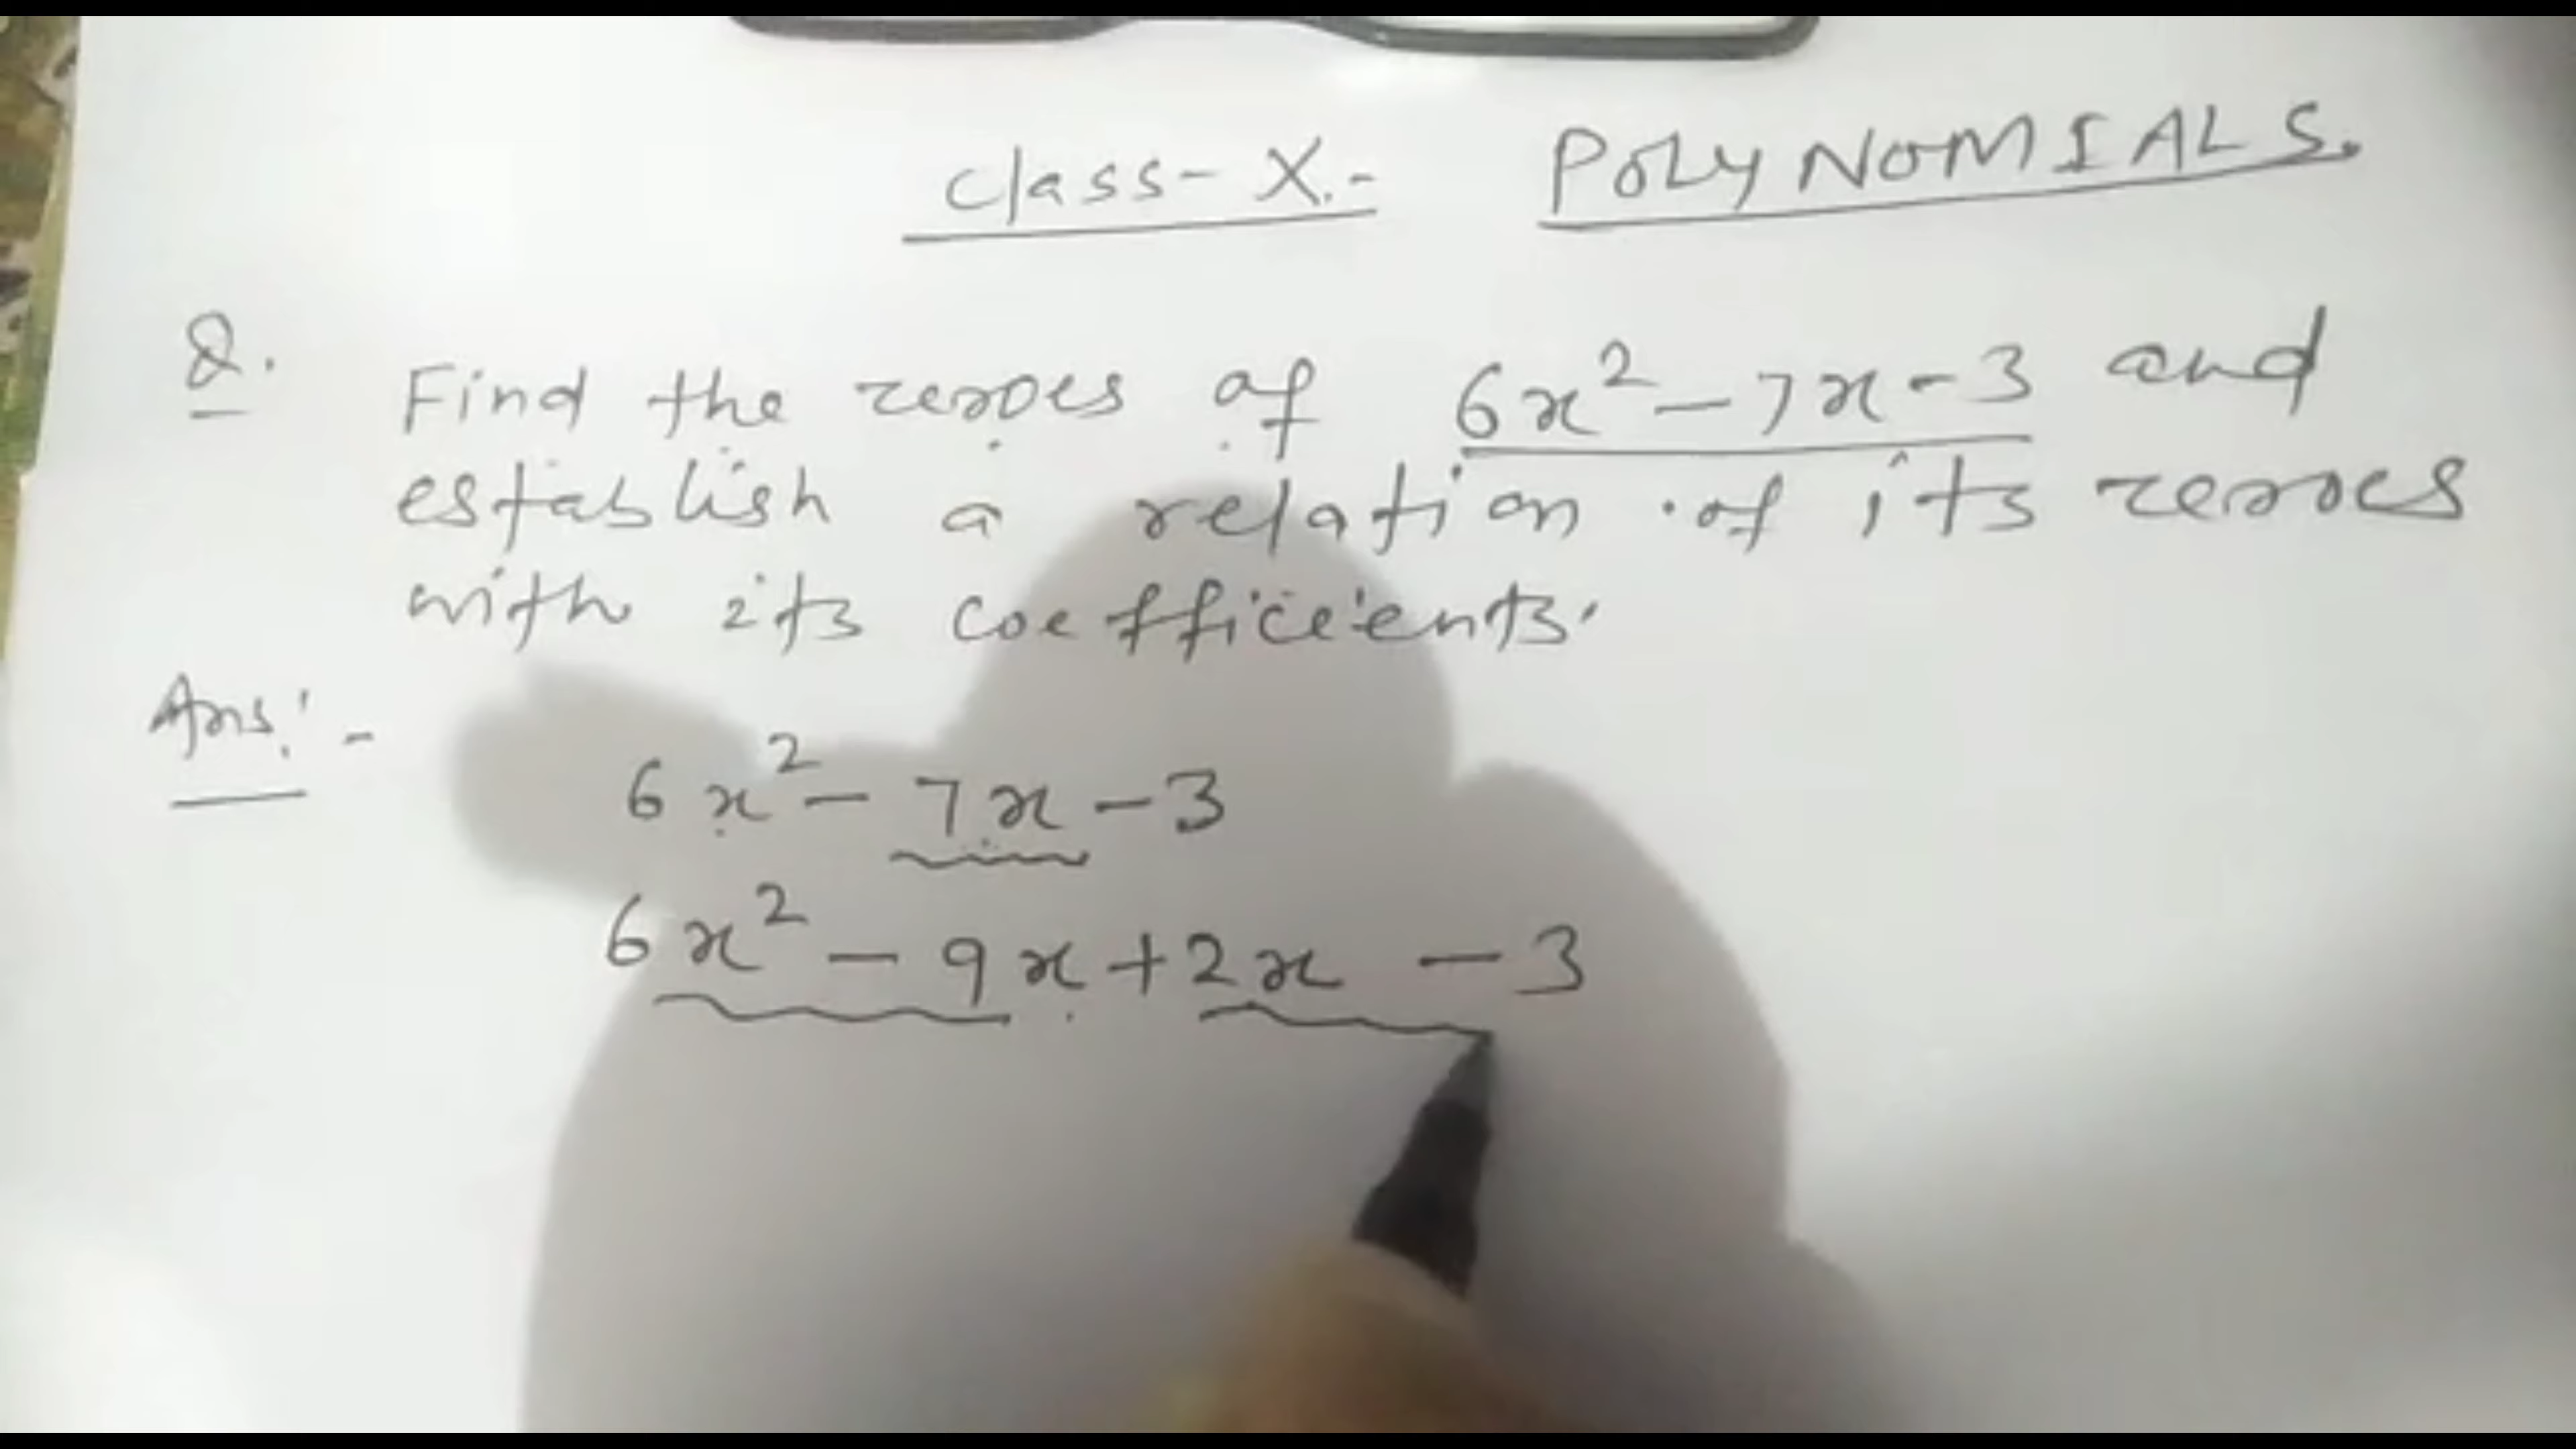 Class-X.- POLYNOMIALS.
Q. Find the zeroes of 6x²-7x-3 and
establish a relation of its zeroes
with its coefficients.
Ans:-
6x²-7x-3
6x²-9x+2x-3